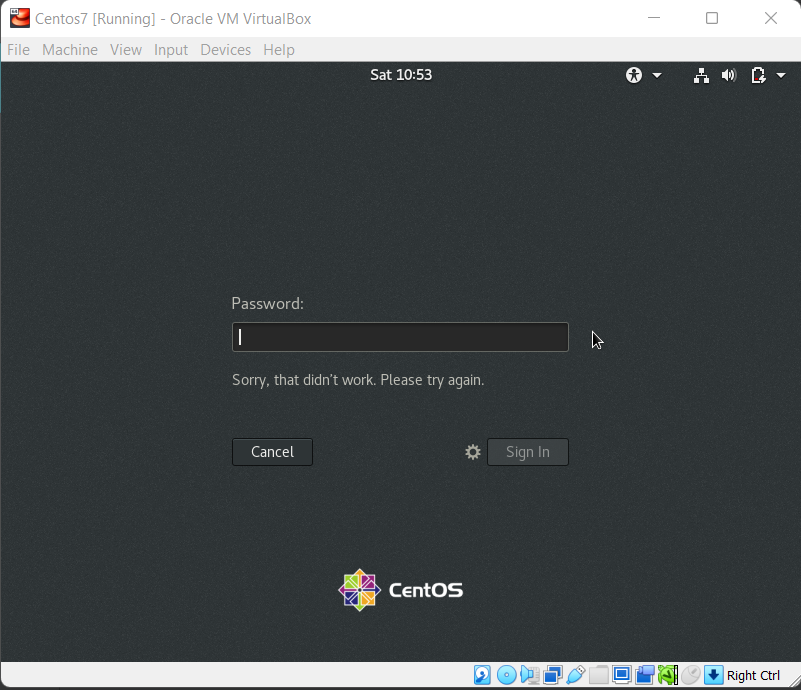 Centos7 [Running] - Oracle VM VirtualBox
File Machine View Input Devices Help
Sat 10:53
Password:
Sorry, that didn't work. Please try again.
Cancel
Sign In
CentOS
Right Ctrl